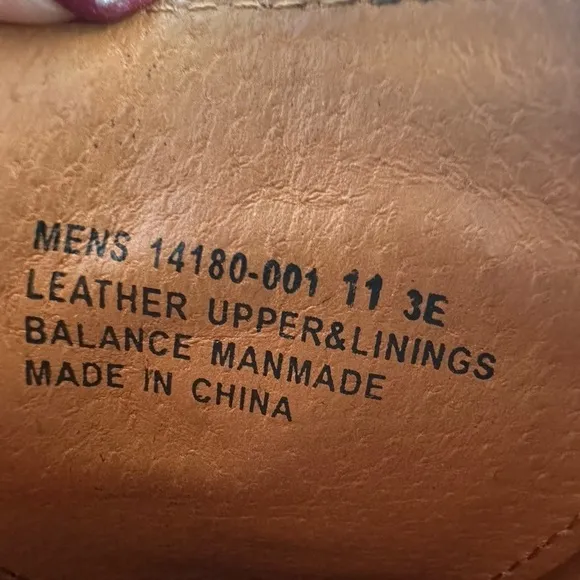 MENS 14180-001 11 3E
LEATHER UPPER&LININGS
BALANCE MANMADE
MADE IN CHINA